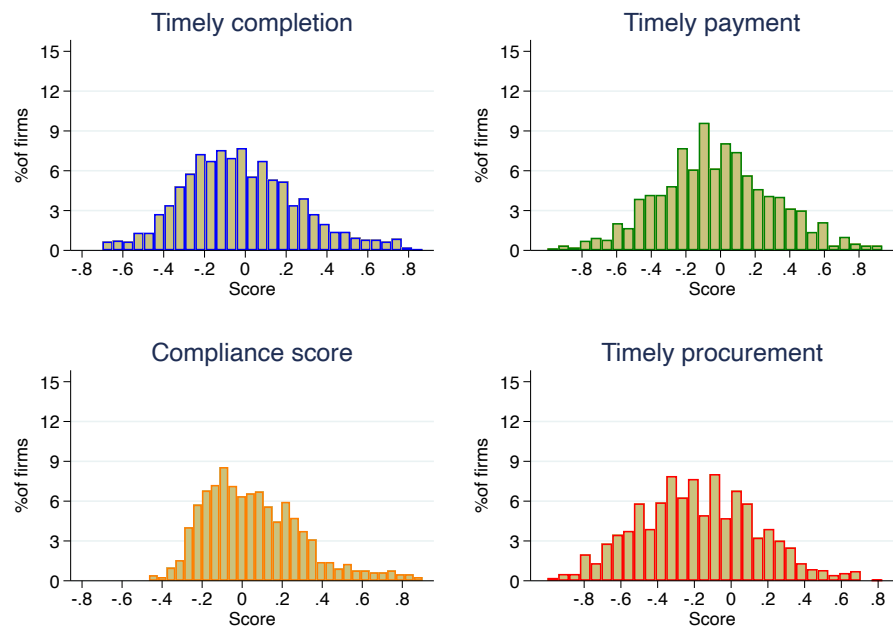 Timely completion
15
12
9
6
3
0
%of firms
-.8 -.6 -.4 -.2 0 .2 .4 .6 .8
Score
Timely payment
15
12
9
6
3
0
%of firms
-.8 -.6 -.4 -.2 0 .2 .4 .6 .8
Score
Compliance score
15
12
9
6
3
0
%of firms
-.8 -.6 -.4 -.2 0 .2 .4 .6 .8
Score
Timely procurement
15
12
9
6
3
0
%of firms
-.8 -.6 -.4 -.2 0 .2 .4 .6 .8
Score